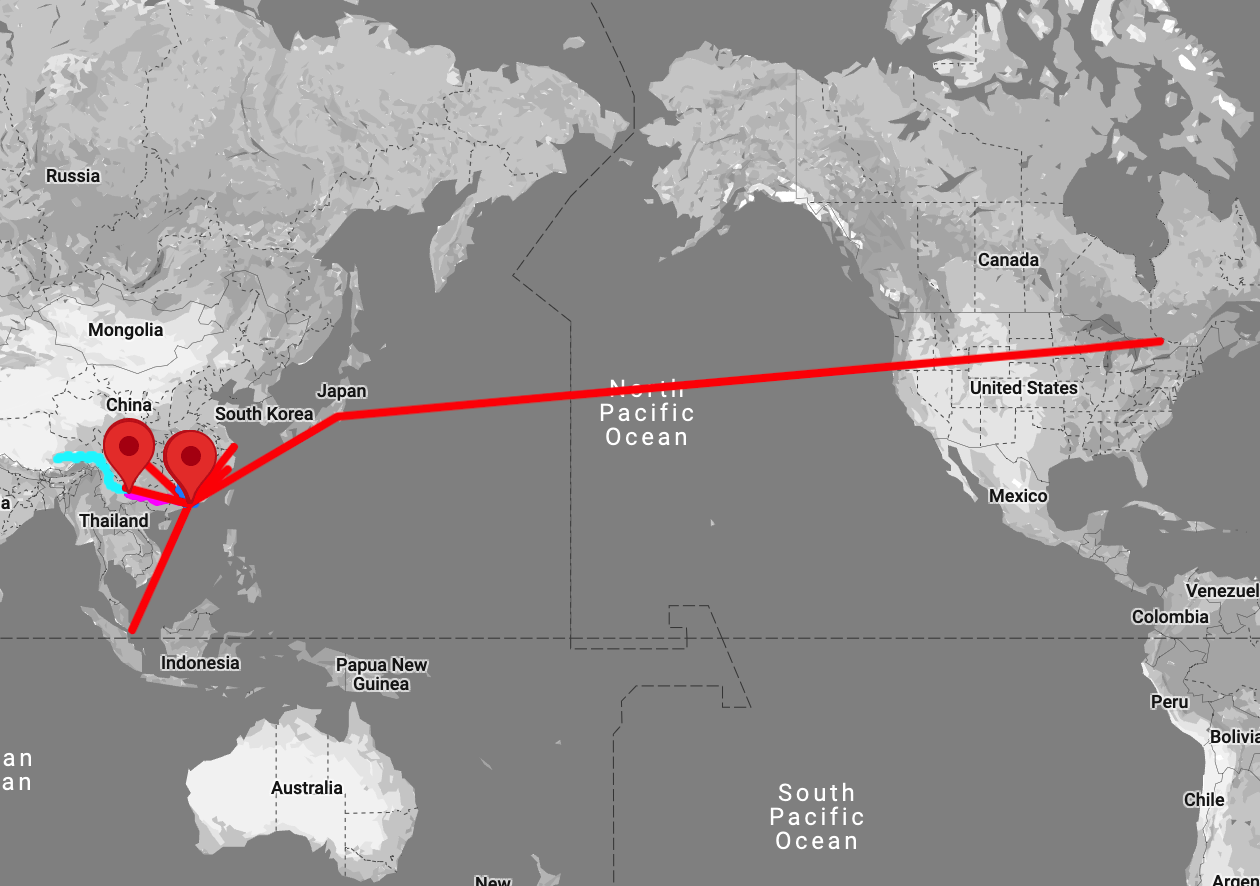 Russia
Canada
Mongolia
Japan
North
Pacific
Ocean
United States
China
South Korea
Mexico
a
Thailand
Venezuel
Colombia
Indonesia
Papua New
Guinea
Peru
Bolivia
an
an
Australia
South
Pacific
Ocean
Chile
New
Argen